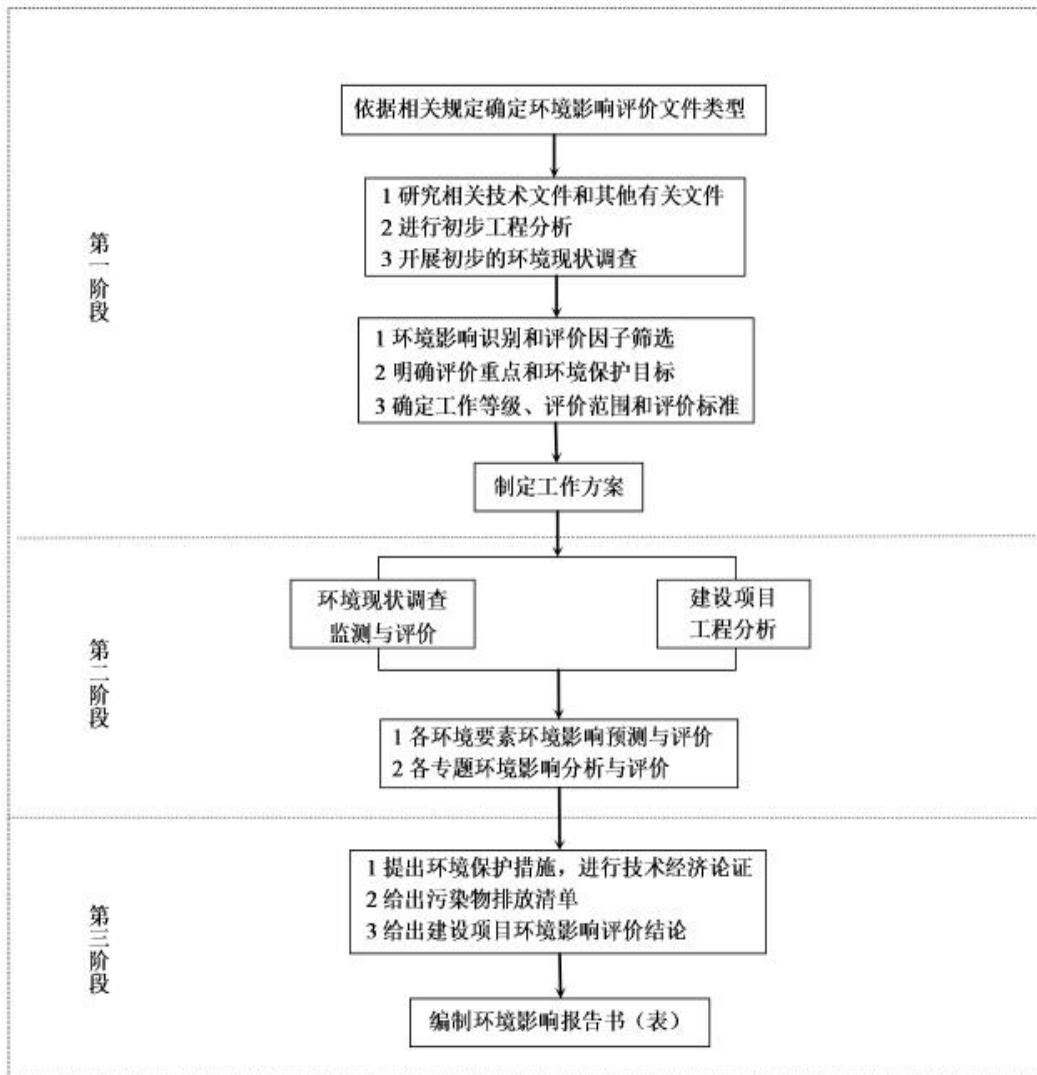 依据相关规定确定环境影响评价文件类型
1 研究相关技术文件和其他有关文件
2 进行初步工程分析
3 开展初步的环境现状调查
第一阶段
1 环境影响识别和评价因子筛选
2 明确评价重点和环境保护目标
3 确定工作等级、评价范围和评价标准
制定工作方案
环境现状调查
监测与评价
建设项目
工程分析
第二阶段
1 各环境要素环境影响预测与评价
2 各专题环境影响分析与评价
1 提出环境保护措施，进行技术经济论证
2 给出污染物排放清单
3 给出建设项目环境影响评价结论
第三阶段
编制环境影响报告书（表）